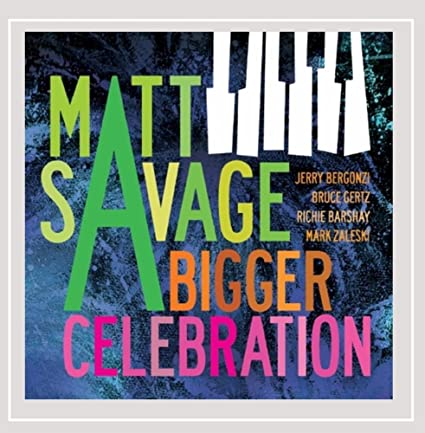 MATT
SAVAGE
JERRY BERGONZI
BRUCE GERTZ
RICHIE BARSHAY
MARK ZALESKI
A BIGGER
CELEBRATION